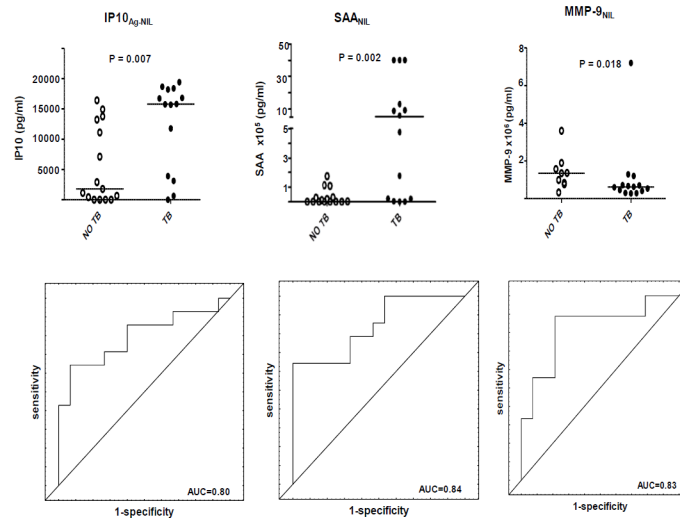 IP10Ag-NIL
P = 0.007
IP10 (pg/ml)
20000
15000
10000
5000
NO TB
TB
SAANIL
P = 0.002
SAA x10⁵ (pg/ml)
50
30
10
5
3
1
NO TB
TB
MMP-9NIL
P = 0.018
MMP-9 x10⁶ (pg/ml)
8
6
4
2
0
NO TB
TB
sensitivity
AUC=0.80
1-specificity
sensitivity
AUC=0.84
1-specificity
sensitivity
AUC=0.83
1-specificity